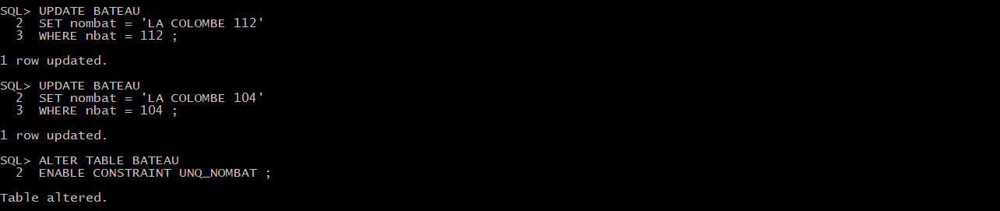 SQL> UPDATE BATEAU
  2  SET nombat = 'LA COLOMBE 112'
  3  WHERE nbat = 112 ;
1 row updated.
SQL> UPDATE BATEAU
  2  SET nombat = 'LA COLOMBE 104'
  3  WHERE nbat = 104 ;
1 row updated.
SQL> ALTER TABLE BATEAU
  2  ENABLE CONSTRAINT UNQ_NOMBAT ;
Table altered.